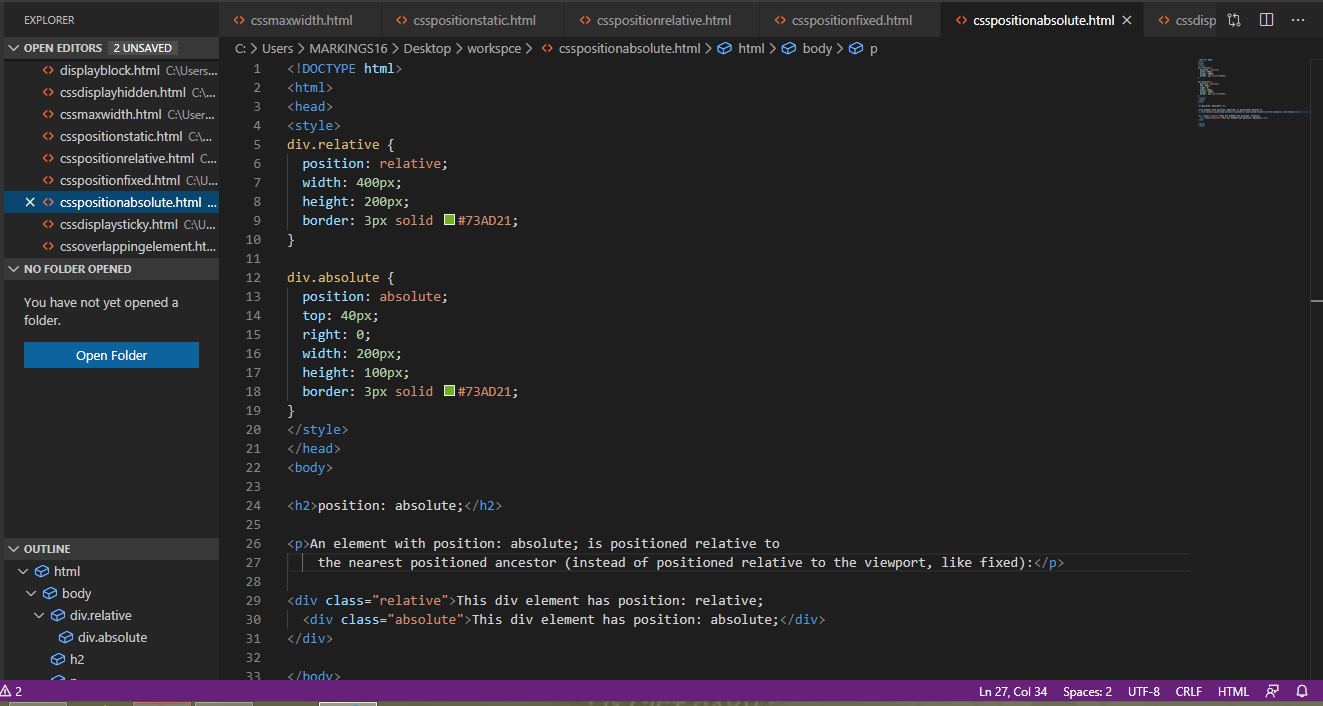 EXPLORER
OPEN EDITORS 2 UNSAVED
displayblock.html C:\Users...
cssdisplayhidden.html C:\...
cssmaxwidth.html C:\User...
csspositionstatic.html C:\...
csspositionrelative.html C...
csspositionfixed.html C:\U...
csspositionabsolute.html ...
cssdisplaysticky.html C:\U...
cssoverlappingelement.ht...
NO FOLDER OPENED
You have not yet opened a
folder.
Open Folder
OUTLINE
html
body
div.relative
div.absolute
h2
cssmaxwidth.html csspositionstatic.html csspositionrelative.html csspositionfixed.html csspositionabsolute.html cssdisp
C: > Users > MARKINGS16 > Desktop > workspce > csspositionabsolute.html > html > body > p
1 <!DOCTYPE html>
2 <html>
3 <head>
4 <style>
5 div.relative {
6 position: relative;
7 width: 400px;
8 height: 200px;
9 border: 3px solid #73AD21;
10 }
11
12 div.absolute {
13 position: absolute;
14 top: 40px;
15 right: 0;
16 width: 200px;
17 height: 100px;
18 border: 3px solid #73AD21;
19 }
20 </style>
21 </head>
22 <body>
23
24 <h2>position: absolute;</h2>
25
26 <p>An element with position: absolute; is positioned relative to
27 the nearest positioned ancestor (instead of positioned relative to the viewport, like fixed):</p>
28
29 <div class="relative">This div element has position: relative;
30 <div class="absolute">This div element has position: absolute;</div>
31 </div>
32
33 </body>
2 Ln 27, Col 34 Spaces: 2 UTF-8 CRLF HTML